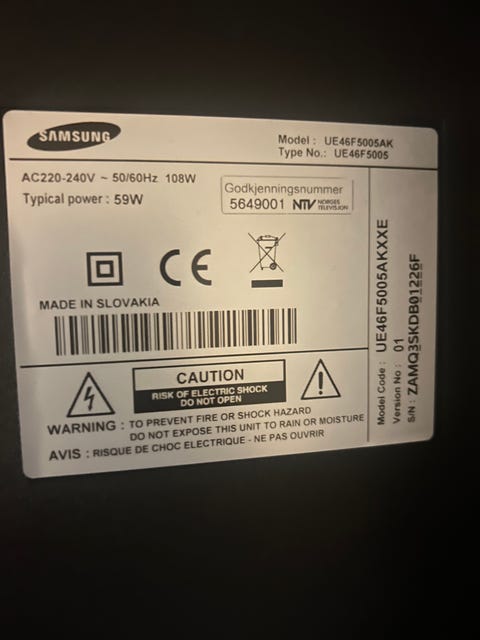 SAMSUNG
Model : UE46F5005AK
Type No.: UE46F5005
AC220-240V ~ 50/60Hz 108W
Typical power : 59W
Godkjenningsnummer
5649001 NTV NORGES TELEVISJON
CE
MADE IN SLOVAKIA
CAUTION
RISK OF ELECTRIC SHOCK
DO NOT OPEN
WARNING : TO PREVENT FIRE OR SHOCK HAZARD
DO NOT EXPOSE THIS UNIT TO RAIN OR MOISTURE
AVIS : RISQUE DE CHOC ELECTRIQUE - NE PAS OUVRIR
Model Code : UE46F5005AKXXE
Version No : 01
S/N : ZAMQ3SKDB01226F